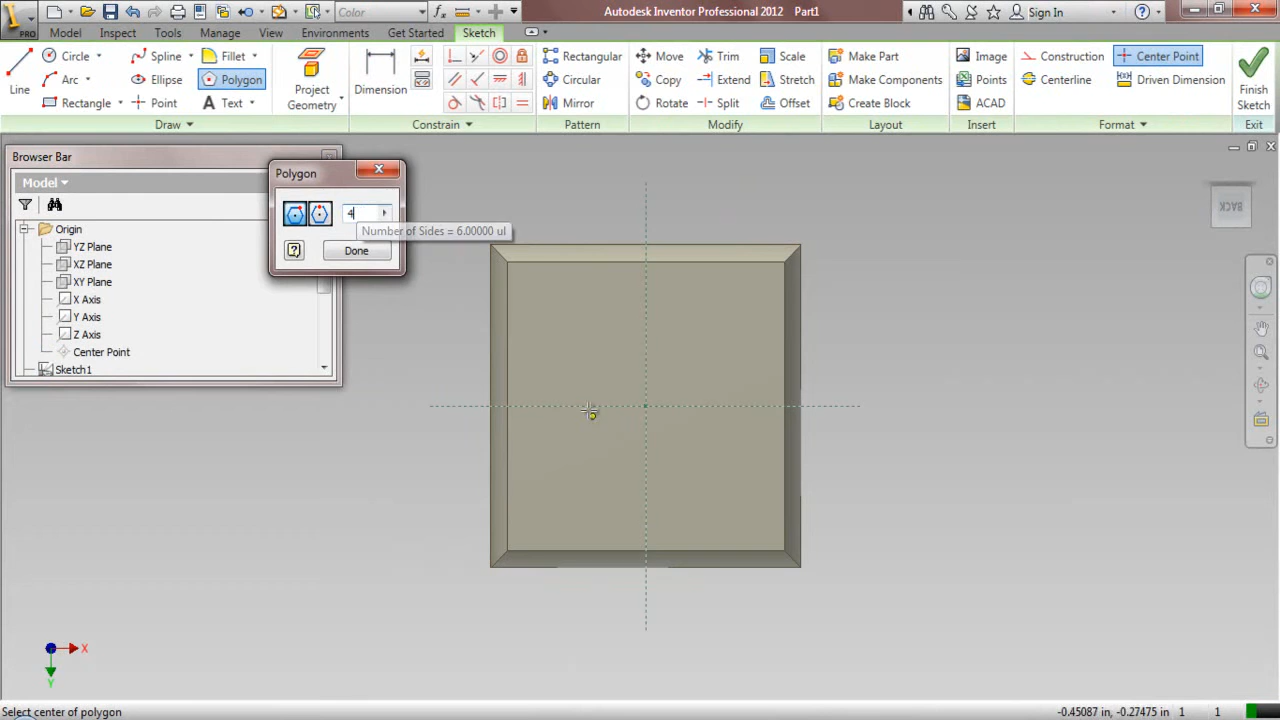 Color
Autodesk Inventor Professional 2012 Part1
Sign In
PRO
Model Inspect Tools Manage View Environments Get Started Sketch
Line
Circle
Arc
Rectangle
Spline
Ellipse
Point
Fillet
Polygon
Text
Project
Geometry
Dimension
Rectangular
Circular
Mirror
Move
Copy
Rotate
Trim
Extend
Split
Scale
Stretch
Offset
Make Part
Make Components
Create Block
Image
Points
ACAD
Construction
Centerline
Center Point
Driven Dimension
Finish
Sketch
Draw Constrain Pattern Modify Layout Insert Format Exit
Browser Bar
Model
Origin
YZ Plane
XZ Plane
XY Plane
X Axis
Y Axis
Z Axis
Center Point
Sketch1
Polygon
4
Number of Sides = 6.00000 ul
Done
BACK
X
Y
Select center of polygon
-0.45087 in, -0.27475 in 1 1